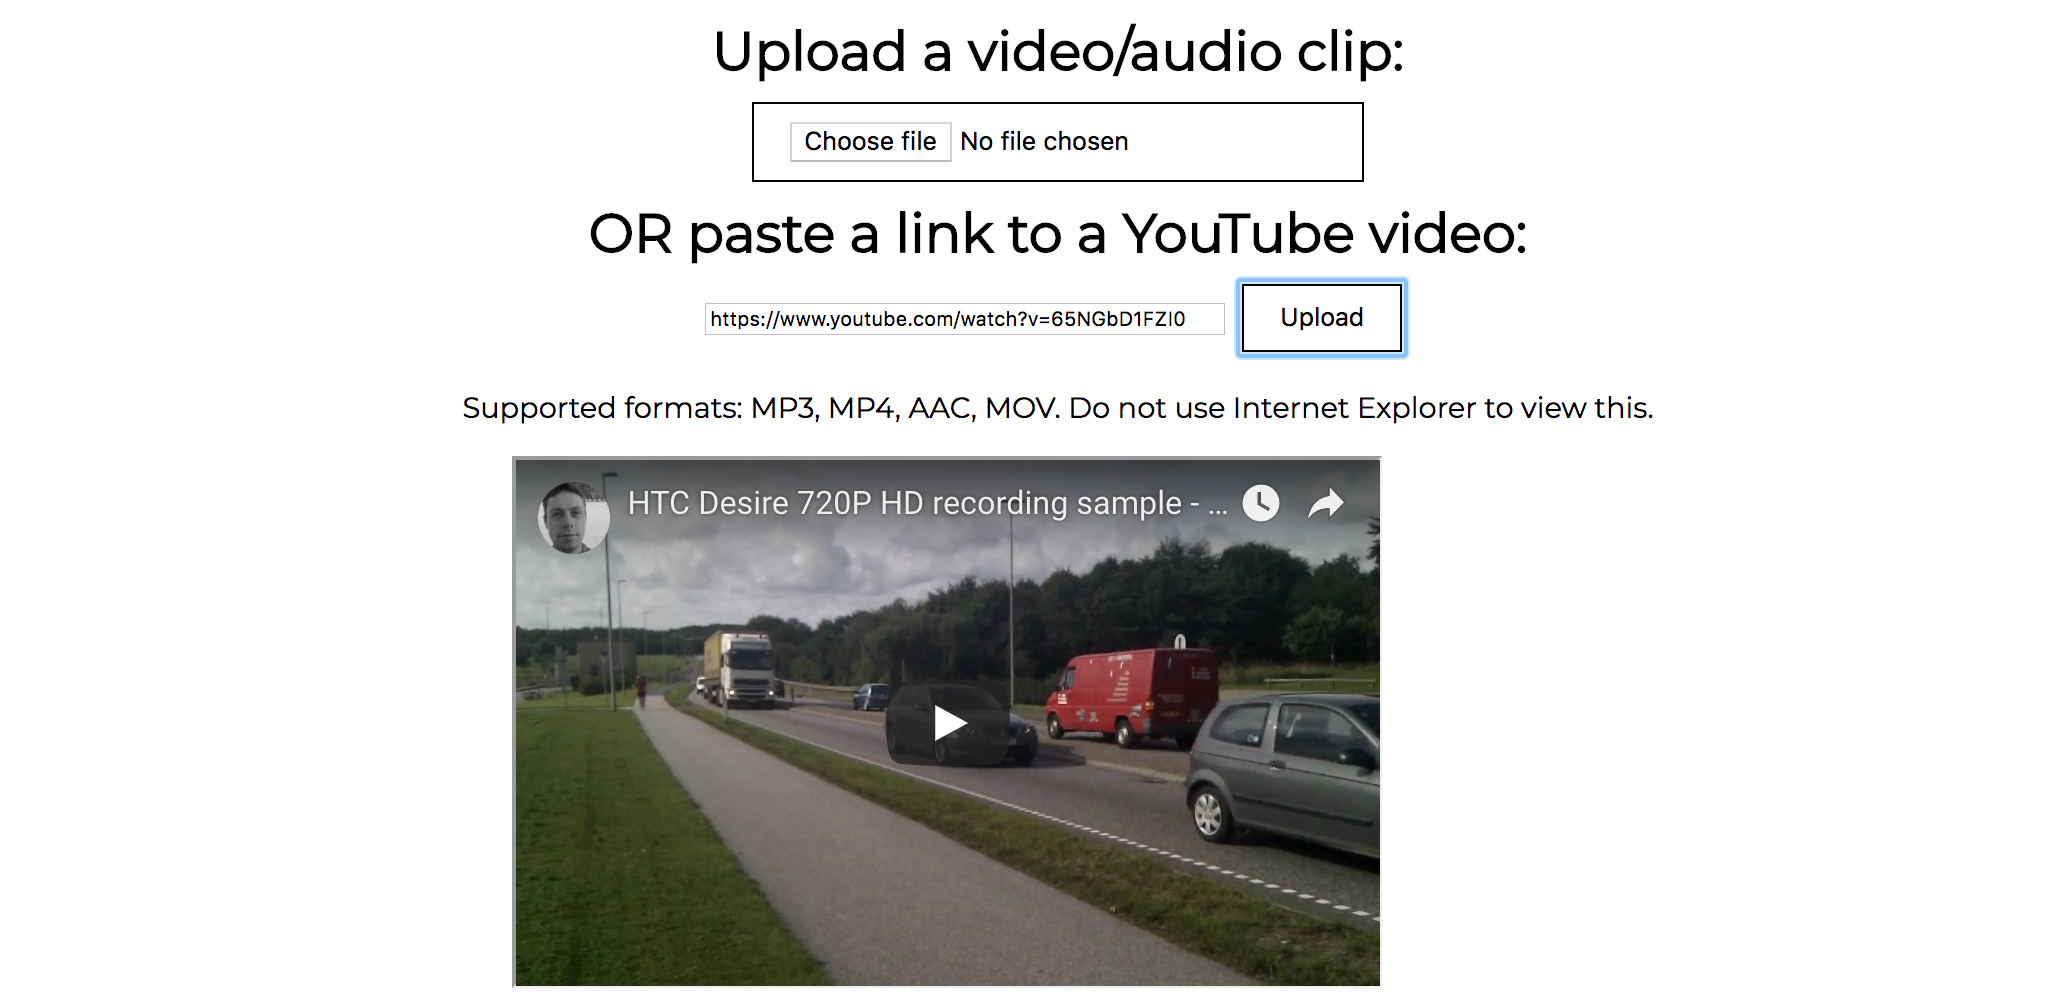 Upload a video/audio clip:
Choose file No file chosen
OR paste a link to a YouTube video:
https://www.youtube.com/watch?v=65NGbD1FZI0 Upload
Supported formats: MP3, MP4, AAC, MOV. Do not use Internet Explorer to view this.
HTC Desire 720P HD recording sample - ...